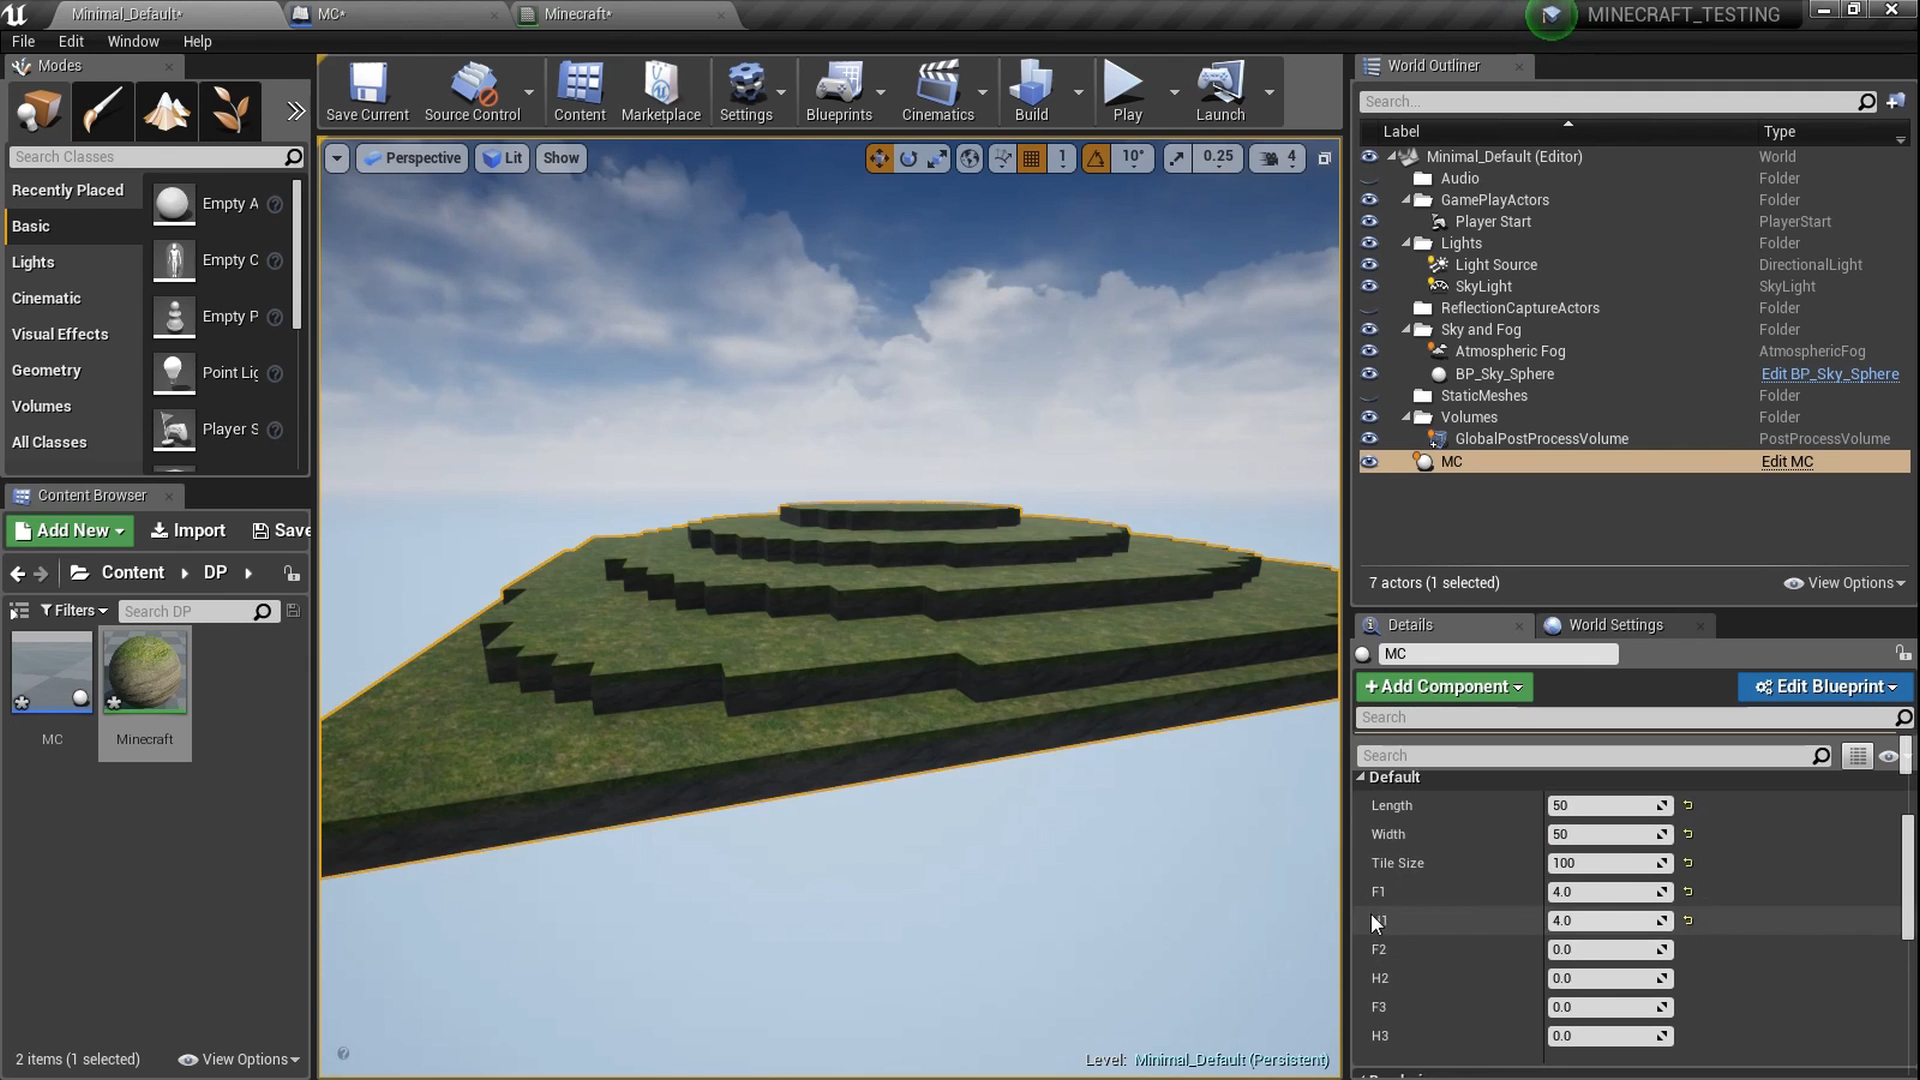 Minimal_Default*
MC*
Minecraft*
MINECRAFT_TESTING
File Edit Window Help
Modes
Save Current
Source Control
Content
Marketplace
Settings
Blueprints
Cinematics
Build
Play
Launch
Search Classes
Recently Placed
Basic
Lights
Cinematic
Visual Effects
Geometry
Volumes
All Classes
Empty A
Empty C
Empty P
Point Lig
Player S
Perspective
Lit
Show
1
10°
0.25
4
Content Browser
Add New
Import
Save
Content DP
Filters
Search DP
MC
Minecraft
2 items (1 selected)
View Options
Level: Minimal_Default (Persistent)
World Outliner
Search...
Label Type
Minimal_Default (Editor) World
Audio Folder
GamePlayActors Folder
Player Start PlayerStart
Lights Folder
Light Source DirectionalLight
SkyLight SkyLight
ReflectionCaptureActors Folder
Sky and Fog Folder
Atmospheric Fog AtmosphericFog
BP_Sky_Sphere Edit BP_Sky_Sphere
StaticMeshes Folder
Volumes Folder
GlobalPostProcessVolume PostProcessVolume
MC Edit MC
7 actors (1 selected)
View Options
Details
World Settings
MC
+Add Component
Edit Blueprint
Search
Search
Default
Length 50
Width 50
Tile Size 100
F1 4.0
4.0
F2 0.0
H2 0.0
F3 0.0
H3 0.0